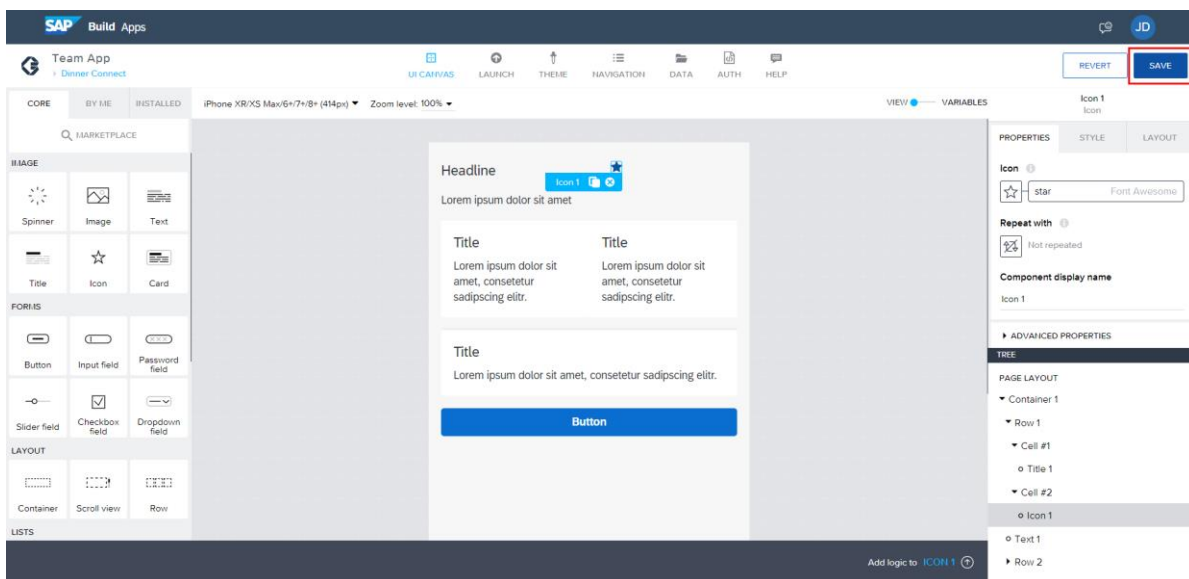 SAP Build Apps
JD
Team App
Dinner Connect
UI CANVAS LAUNCH THEME NAVIGATION DATA AUTH HELP
REVERT SAVE
CORE BY ME INSTALLED
iPhone XR/XS Max/6+/7+/8+ (414px) Zoom level: 100%
VIEW VARIABLES
Icon 1
Icon
MARKETPLACE
PROPERTIES STYLE LAYOUT
IMAGE
Spinner Image Text
Title Icon Card
FORMS
Button Input field Password field
Slider field Checkbox field Dropdown field
LAYOUT
Container Scroll view Row
LISTS
Headline
Icon 1
Lorem ipsum dolor sit amet
Title Title
Lorem ipsum dolor sit Lorem ipsum dolor sit
amet, consetetur amet, consetetur
sadipscing elitr. sadipscing elitr.
Title
Lorem ipsum dolor sit amet, consetetur sadipscing elitr.
Button
Icon
star Font Awesome
Repeat with
Not repeated
Component display name
Icon 1
ADVANCED PROPERTIES
TREE
PAGE LAYOUT
Container 1
Row 1
Cell #1
Title 1
Cell #2
Icon 1
Text 1
Row 2
Add logic to ICON 1